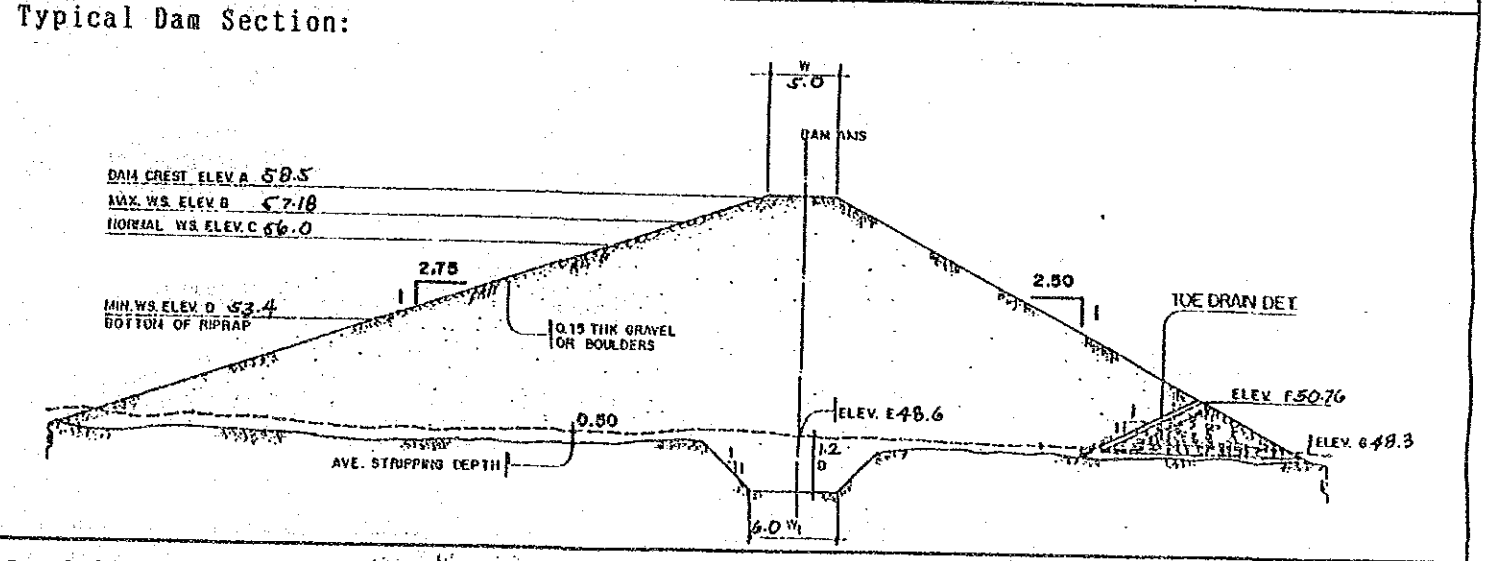 Typical Dam Section:
W
5.0
DAM AXIS
DAM CREST ELEV. A 58.5
MAX. WS. ELEV. B 57.18
NORMAL WS. ELEV. C 56.0
2.75
1
2.50
1
MIN. WS. ELEV. D 53.4
BOTTOM OF RIPRAP
0.15 THK GRAVEL
OR BOULDERS
TOE DRAIN DET.
ELEV. F 50.76
ELEV. E 48.6
0.50
ELEV. G 48.3
AVE. STRIPPING DEPTH
1.2
D
1
1
1
1
6.0 W1